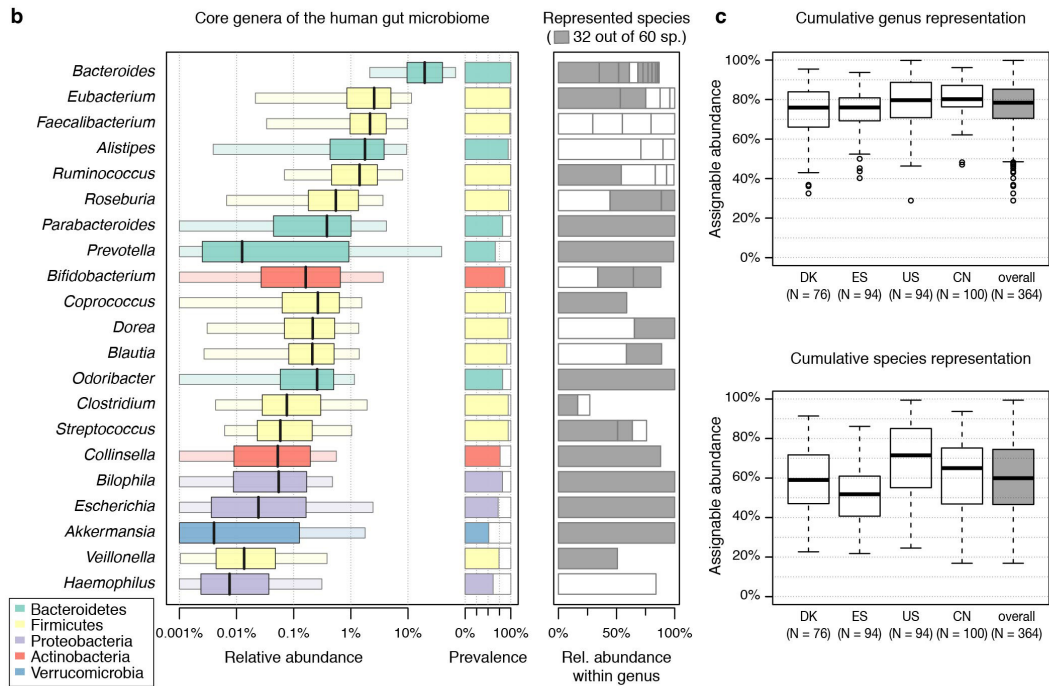 b
Core genera of the human gut microbiome
Represented species
( 32 out of 60 sp.)
Bacteroides
Eubacterium
Faecalibacterium
Alistipes
Ruminococcus
Roseburia
Parabacteroides
Prevotella
Bifidobacterium
Coprococcus
Dorea
Blautia
Odoribacter
Clostridium
Streptococcus
Collinsella
Bilophila
Escherichia
Akkermansia
Veillonella
Haemophilus
Bacteroidetes
Firmicutes
Proteobacteria
Actinobacteria
Verrucomicrobia
0.001% 0.01% 0.1% 1% 10%
Relative abundance
0% 100%
Prevalence
0% 100%
Rel. abundance
within genus
c
Cumulative genus representation
Assignable abundance
100%
80%
60%
40%
20%
0%
DK ES US CN overall
(N = 76) (N = 94) (N = 94) (N = 100) (N = 364)
Cumulative species representation
Assignable abundance
100%
80%
60%
40%
20%
0%
DK ES US CN overall
(N = 76) (N = 94) (N = 94) (N = 100) (N = 364)